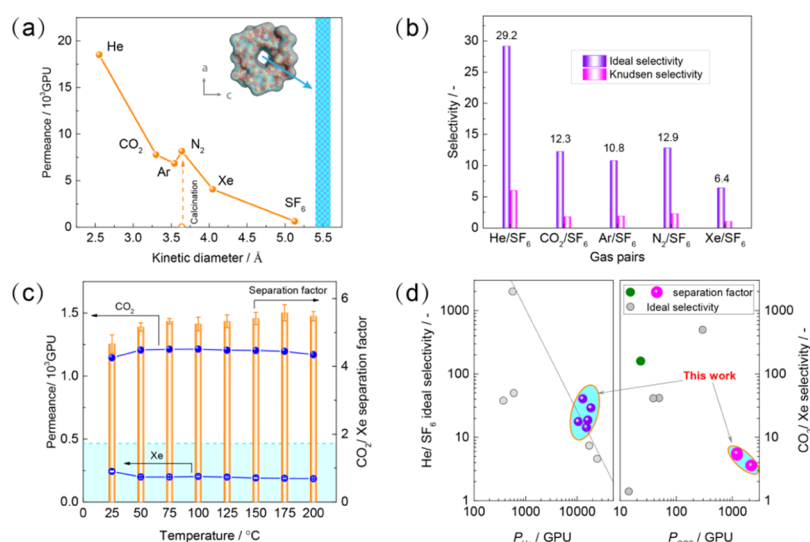 (a)
Permeance / 10³GPU
20
15
10
5
0
He
CO₂
Ar
N₂
Xe
SF₆
Calcination
a
c
2.5 3.0 3.5 4.0 4.5 5.0 5.5
Kinetic diameter / Å
(b)
Selectivity / -
35
30
25
20
15
10
5
0
29.2
12.3
10.8
12.9
6.4
Ideal selectivity
Knudsen selectivity
He/SF₆ CO₂/SF₆ Ar/SF₆ N₂/SF₆ Xe/SF₆
Gas pairs
(c)
Permeance/ 10³GPU
1.5
1.0
0.5
0.0
CO₂
Separation factor
Xe
6
4
2
0
CO₂/ Xe separation factor
25 50 75 100 125 150 175 200
Temperature / °C
(d)
He/ SF₆ ideal selectivity / -
1000
100
10
1
separation factor
Ideal selectivity
This work
1000
100
10
1
CO₂/ Xe selectivity / -
100 1000 10000
/ GPU
10 100 1000
/ GPU